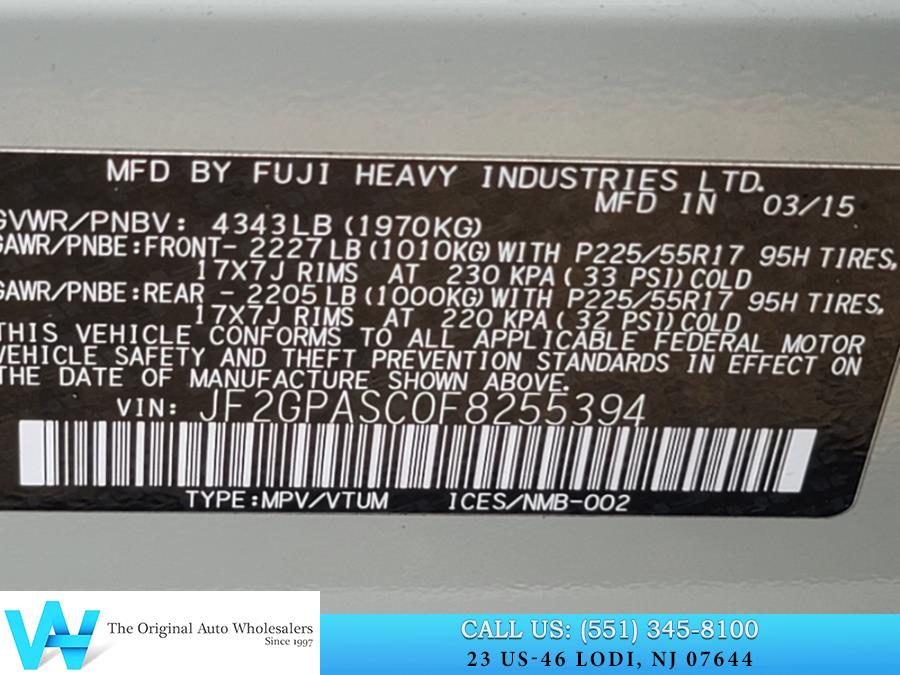 MFD BY FUJI HEAVY INDUSTRIES LTD.
MFD IN 03/15
GVWR/PNBV: 4343LB (1970KG)
GAWR/PNBE:FRONT- 2227LB (1010KG) WITH P225/55R17 95H TIRES,
17X7J RIMS AT 230 KPA ( 33 PSI) COLD
GAWR/PNBE:REAR - 2205LB (1000KG) WITH P225/55R17 95H TIRES,
17X7J RIMS AT 220 KPA ( 32 PSI) COLD
THIS VEHICLE CONFORMS TO ALL APPLICABLE FEDERAL MOTOR
VEHICLE SAFETY AND THEFT PREVENTION STANDARDS IN EFFECT ON
THE DATE OF MANUFACTURE SHOWN ABOVE.
VIN: JF2GPASC0F8255394
TYPE:MPV/VTUM ICES/NMB-002
The Original Auto Wholesalers
Since 1997
CALL US: (551) 345-8100
23 US-46 LODI, NJ 07644